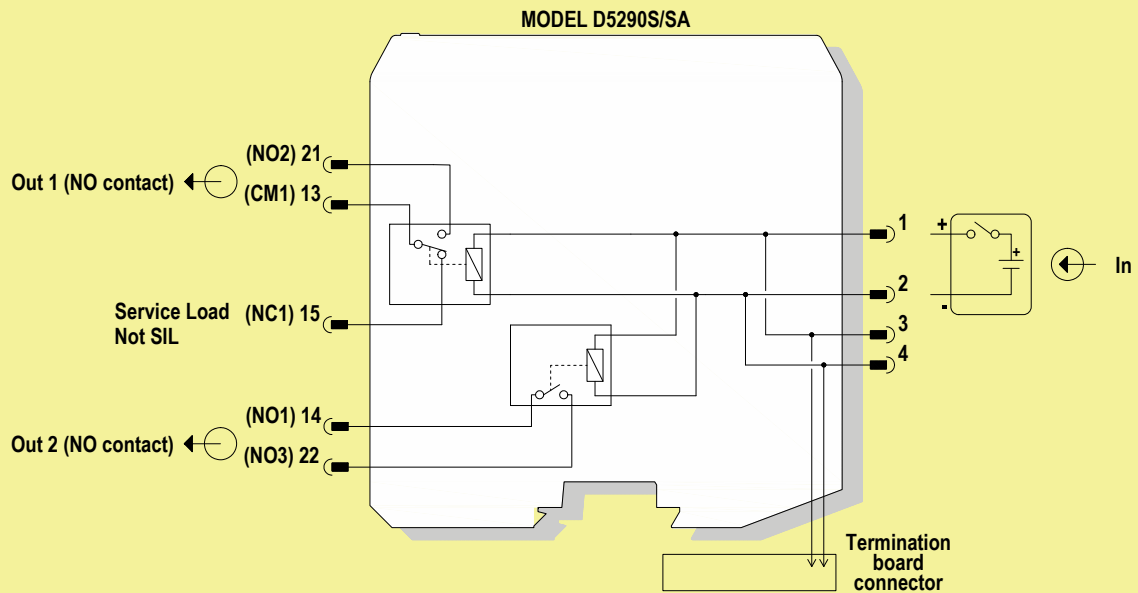 MODEL D5290S/SA
(NO2) 21
Out 1 (NO contact)
(CM1) 13
Service Load
Not SIL
(NC1) 15
(NO1) 14
Out 2 (NO contact)
(NO3) 22
1
+
2
-
3
4
+
In
Termination
board
connector